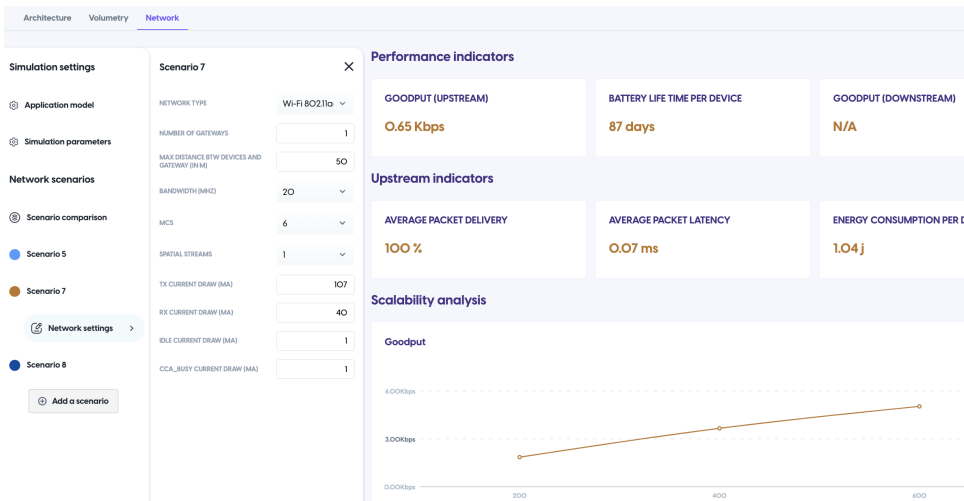 Architecture Volumetry Network
Simulation settings
Application model
Simulation parameters
Network scenarios
Scenario comparison
Scenario 5
Scenario 7
Network settings
Scenario 8
Add a scenario
Scenario 7
NETWORK TYPE Wi-Fi 802.11a
NUMBER OF GATEWAYS 1
MAX DISTANCE BTW DEVICES AND
GATEWAY (IN M) 50
BANDWIDTH (MHZ) 20
MCS 6
SPATIAL STREAMS 1
TX CURRENT DRAW (MA) 107
RX CURRENT DRAW (MA) 40
IDLE CURRENT DRAW (MA) 1
CCA_BUSY CURRENT DRAW (MA) 1
Performance indicators
GOODPUT (UPSTREAM) BATTERY LIFE TIME PER DEVICE GOODPUT (DOWNSTREAM)
0.65 Kbps 87 days N/A
Upstream indicators
AVERAGE PACKET DELIVERY AVERAGE PACKET LATENCY ENERGY CONSUMPTION PER D
100 % 0.07 ms 1.04 j
Scalability analysis
Goodput
6.00Kbps
3.00Kbps
0.00Kbps
200 400 600